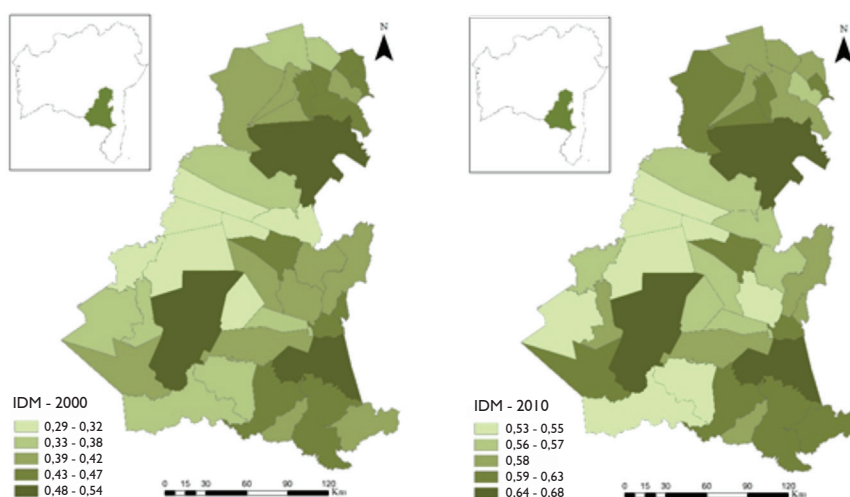 N
IDM - 2000
0,29 - 0,32
0,33 - 0,38
0,39 - 0,42
0,43 - 0,47
0,48 - 0,54
0 15 30 60 90 120
Km
N
IDM - 2010
0,53 - 0,55
0,56 - 0,57
0,58
0,59 - 0,63
0,64 - 0,68
0 15 30 60 90 120
Km